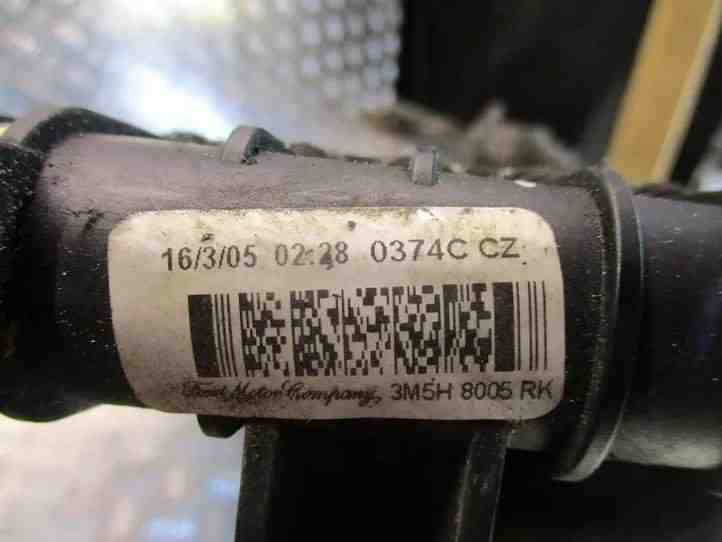 16/3/05 02:28 0374C CZ
Ford Motor Company, 3M5H 8005 RK